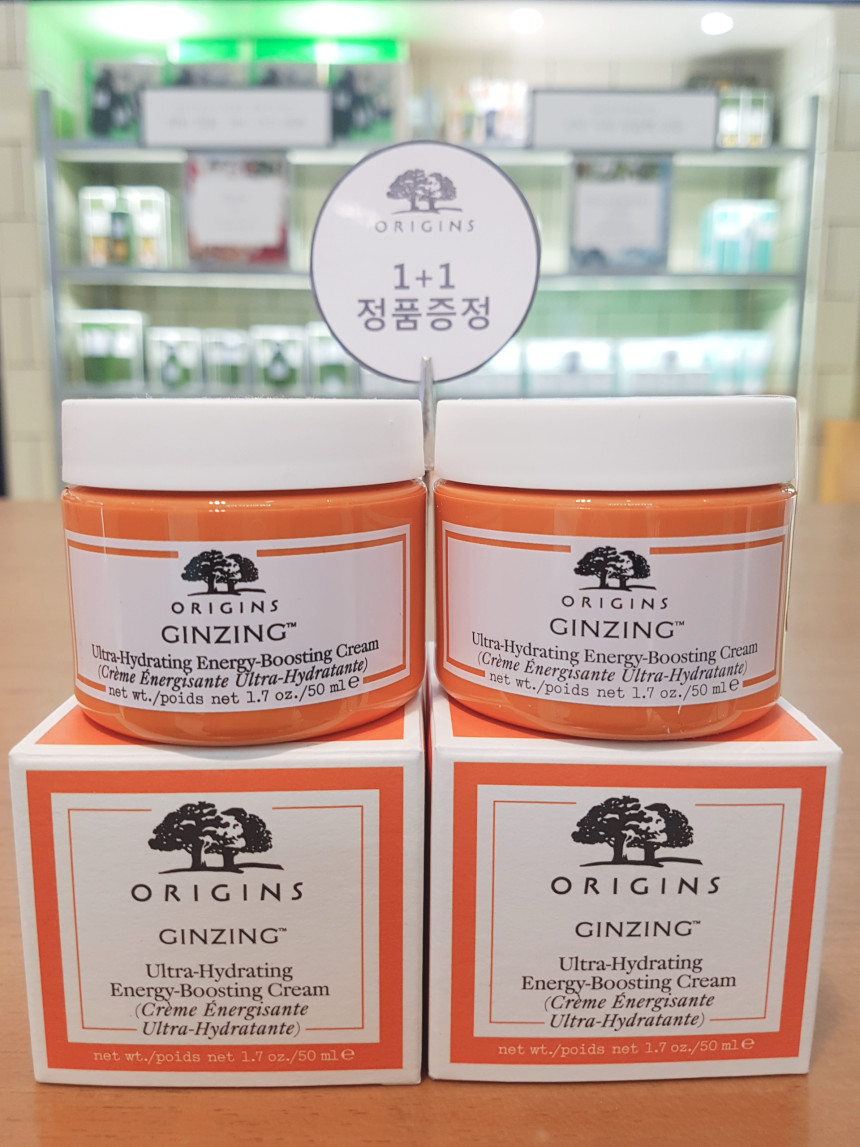 ORIGINS
1+1
정품증정
ORIGINS
GINZING™
Ultra-Hydrating Energy-Boosting Cream
(Crème Énergisante Ultra-Hydratante)
net wt./poids net 1.7 oz./50 ml e
ORIGINS
GINZING™
Ultra-Hydrating Energy-Boosting Cream
(Crème Énergisante Ultra-Hydratante)
net wt./poids net 1.7 oz./50 ml e
ORIGINS
GINZING™
Ultra-Hydrating
Energy-Boosting Cream
(Crème Énergisante
Ultra-Hydratante)
net wt./poids net 1.7 oz./50 ml e
ORIGINS
GINZING™
Ultra-Hydrating
Energy-Boosting Cream
(Crème Énergisante
Ultra-Hydratante)
net wt./poids net 1.7 oz./50 ml e